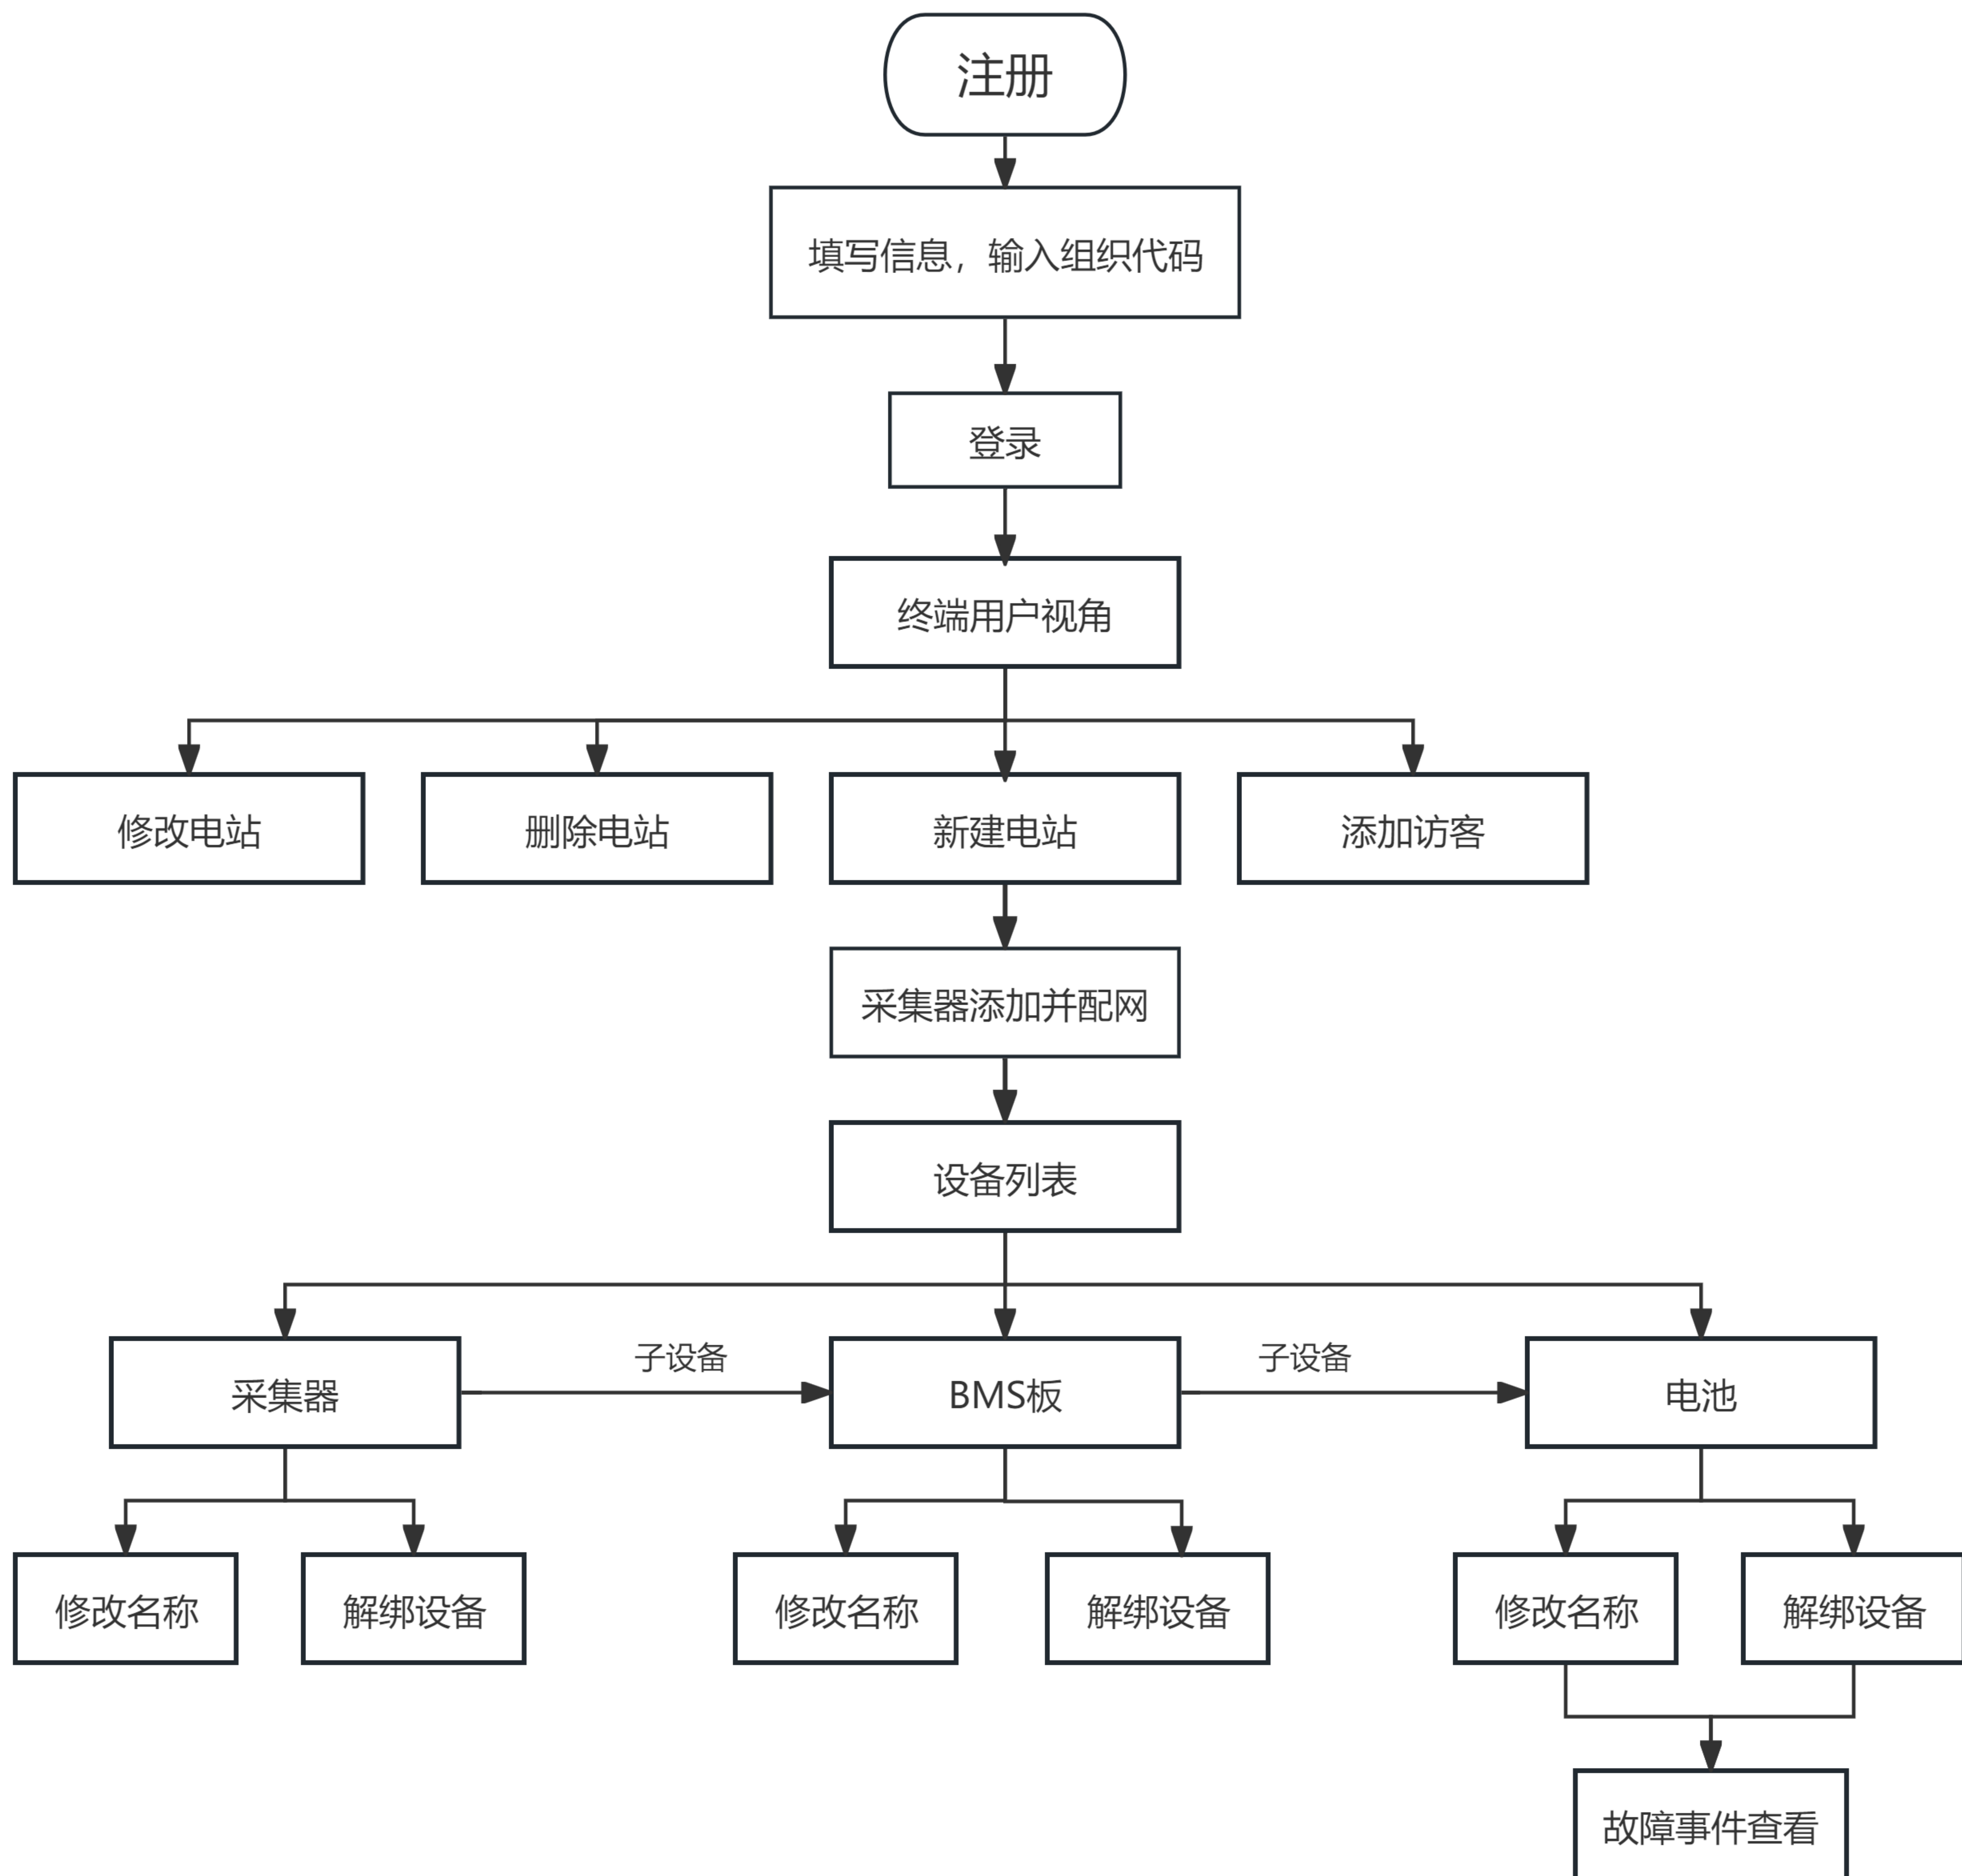 注册
填写信息，输入组织代码
登录
终端用户视角
修改电站
删除电站
新建电站
添加访客
采集器添加并配网
设备列表
采集器
子设备
BMS板
子设备
电池
修改名称
解绑设备
修改名称
解绑设备
修改名称
解绑设备
故障事件查看